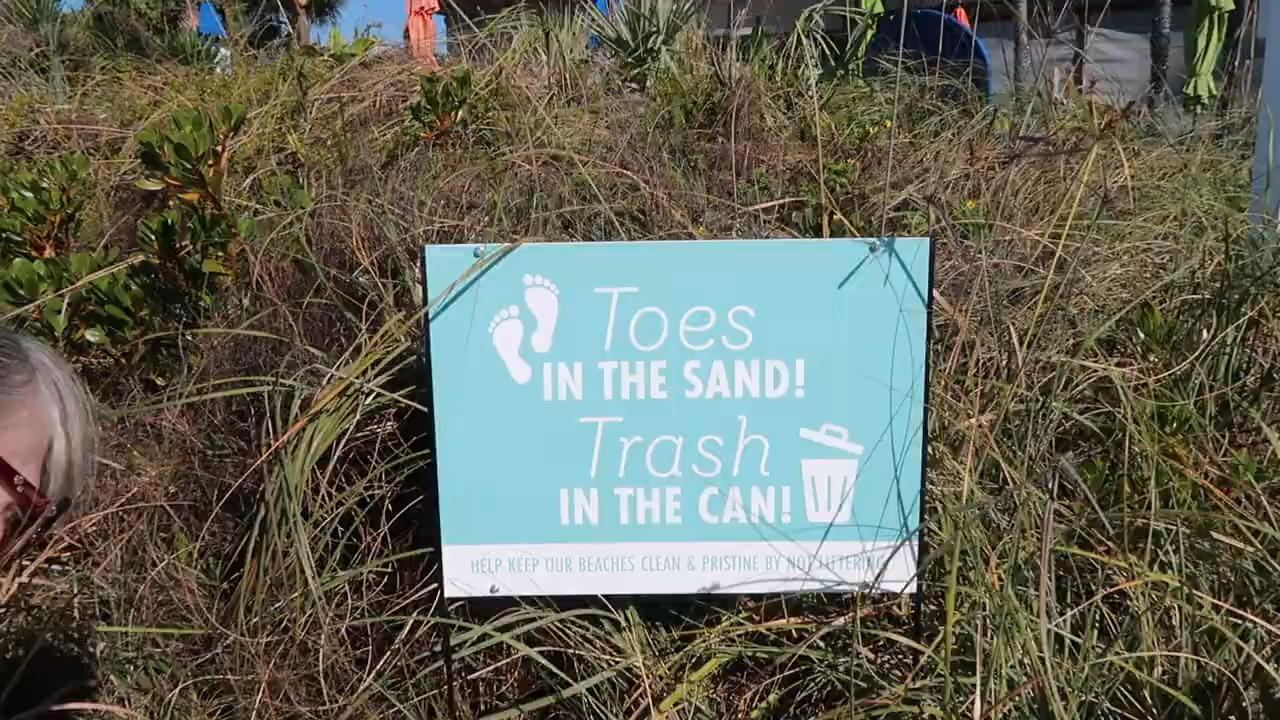 Toes
IN THE SAND!
Trash
IN THE CAN!
HELP KEEP OUR BEACHES CLEAN & PRISTINE BY NOT LITTERING